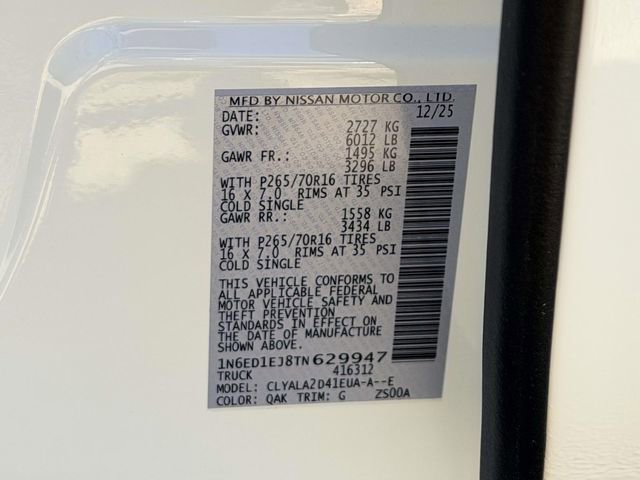 MFD BY NISSAN MOTOR CO., LTD.
DATE: 12/25
GVWR: 2727 KG
6012 LB
GAWR FR.: 1495 KG
3296 LB
WITH P265/70R16 TIRES
16 X 7.0 RIMS AT 35 PSI
COLD SINGLE
GAWR RR.: 1558 KG
3434 LB
WITH P265/70R16 TIRES
16 X 7.0 RIMS AT 35 PSI
COLD SINGLE
THIS VEHICLE CONFORMS TO
ALL APPLICABLE FEDERAL
MOTOR VEHICLE SAFETY AND
THEFT PREVENTION
STANDARDS IN EFFECT ON
THE DATE OF MANUFACTURE
SHOWN ABOVE.
1N6ED1EJ8TN629947
TRUCK 416312
MODEL: CLYALA2D41EUA-A--E
COLOR: QAK TRIM: G ZS00A